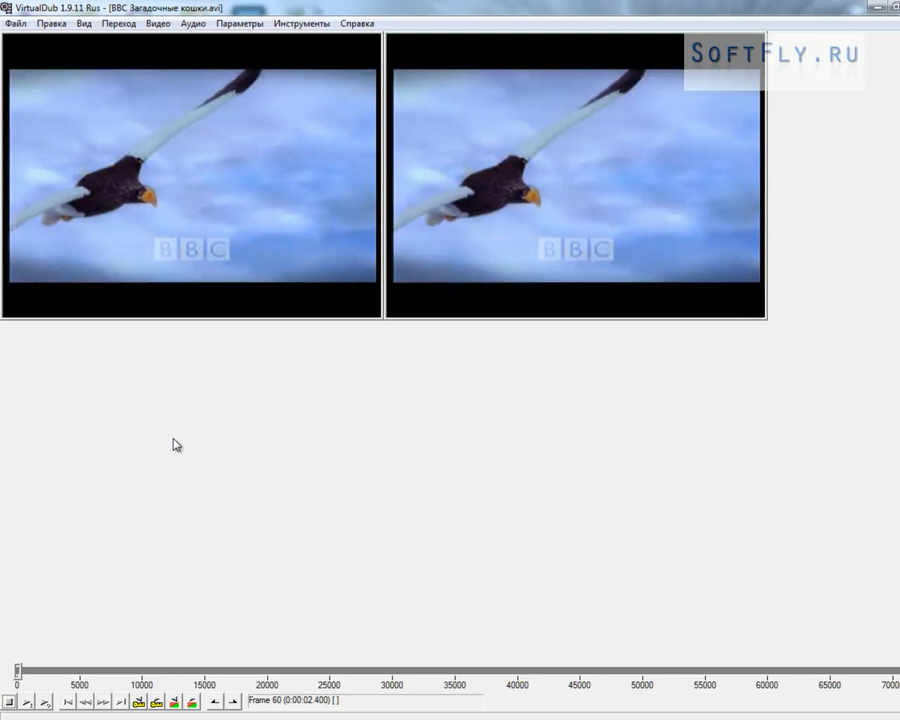 VirtualDub 1.9.11 Rus - [BBC Загадочные кошки.avi]
Файл Правка Вид Переход Видео Аудио Параметры Инструменты Справка
SoftFly.ru
BBC BBC
0 5000 10000 15000 20000 25000 30000 35000 40000 45000 50000 55000 60000 65000 7000
Frame 60 (0:00:02.400) [ ]